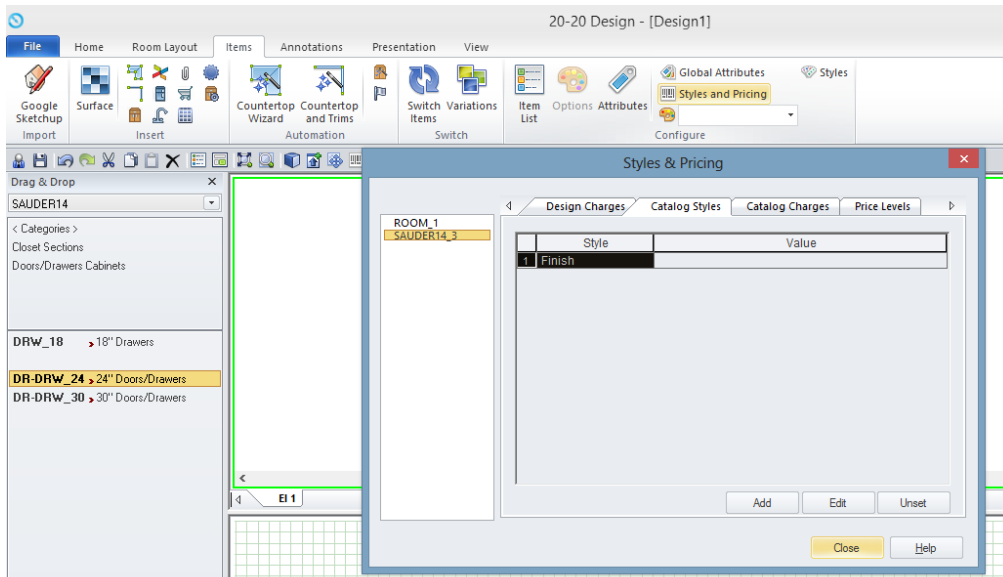 20-20 Design - [Design1]
File Home Room Layout Items Annotations Presentation View
Google Sketchup
Surface
Countertop Wizard
Countertop and Trims
Switch Items
Variations
Item List
Options
Attributes
Global Attributes
Styles and Pricing
Styles
Import Insert Automation Switch Configure
Drag & Drop
SAUDER14
< Categories >
Closet Sections
Doors/Drawers Cabinets
DRW_18 18" Drawers
DR-DRW_24 24" Doors/Drawers
DR-DRW_30 30" Doors/Drawers
El 1
Styles & Pricing
ROOM_1
SAUDER14_3
Design Charges Catalog Styles Catalog Charges Price Levels
Style Value
1 Finish
Add Edit Unset
Close Help